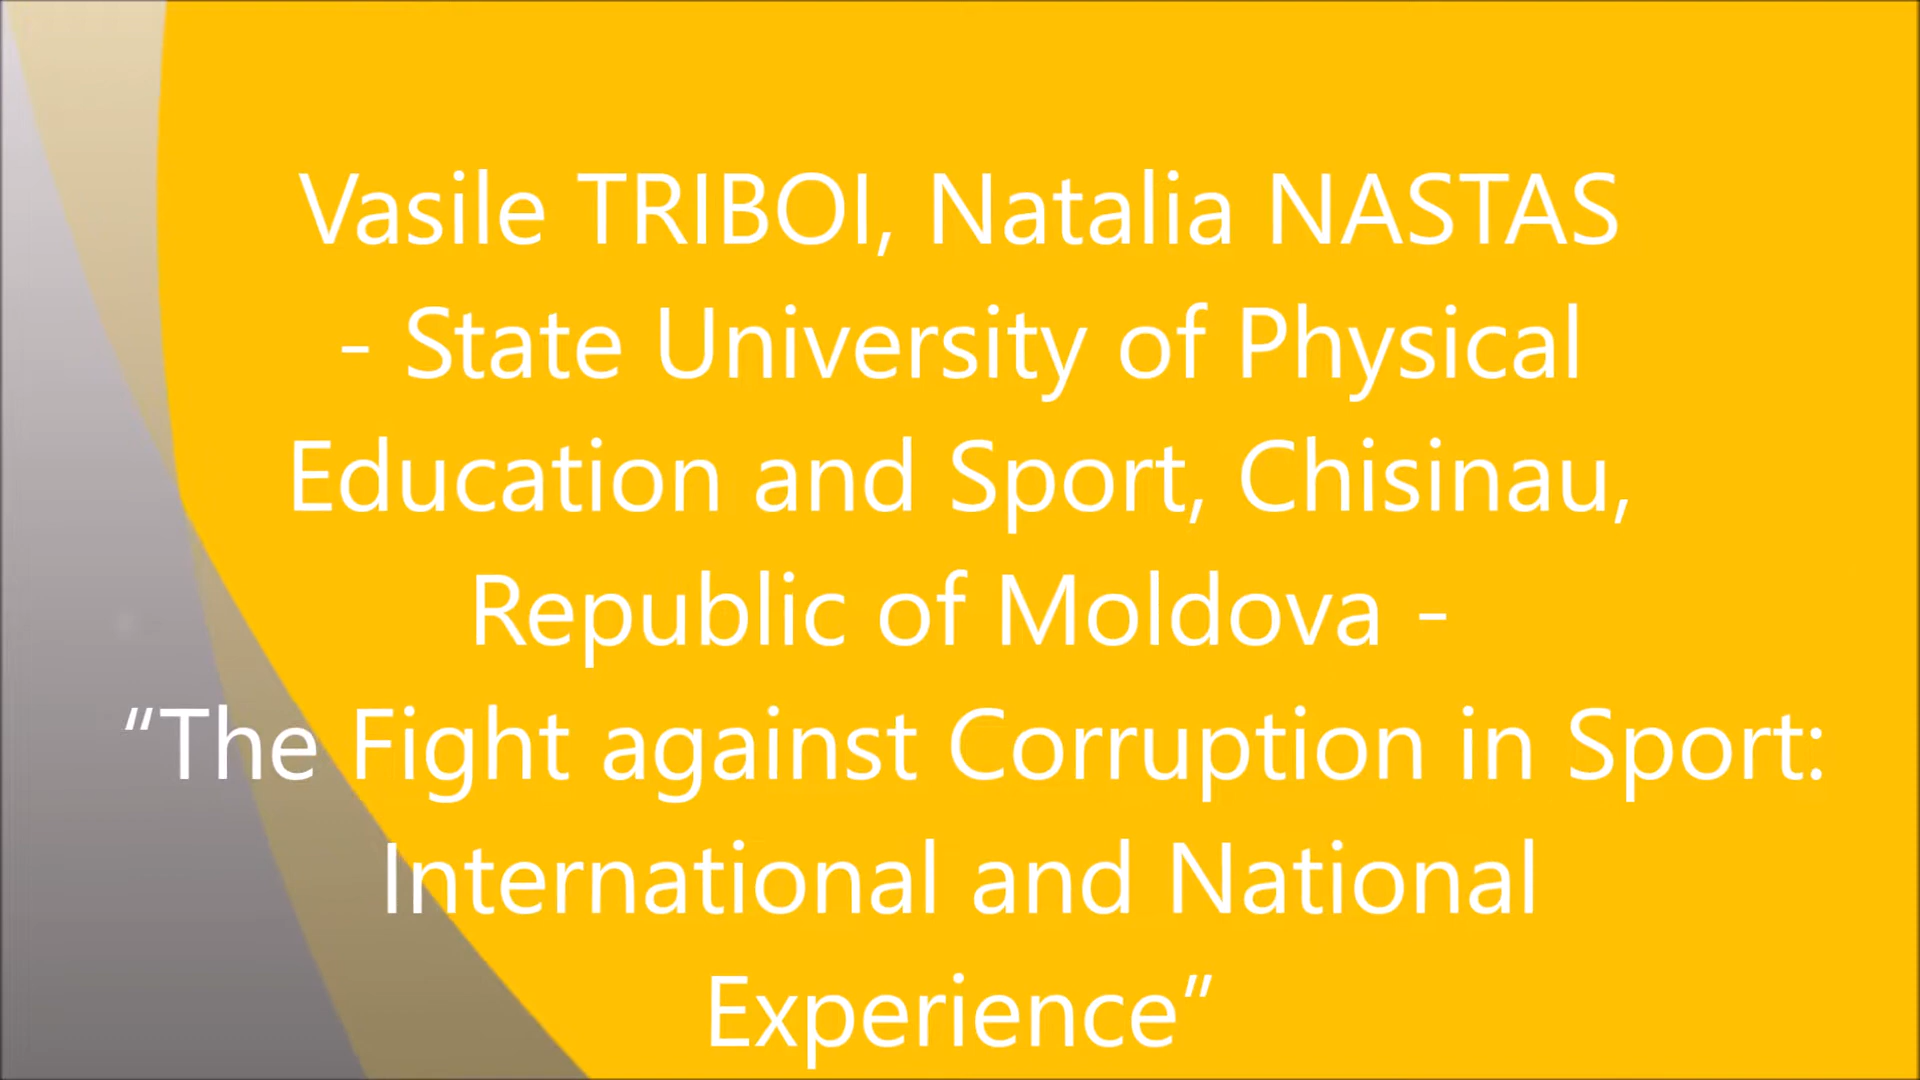 Vasile TRIBOI, Natalia NASTAS
- State University of Physical
Education and Sport, Chisinau,
Republic of Moldova -
“The Fight against Corruption in Sport:
International and National
Experience”